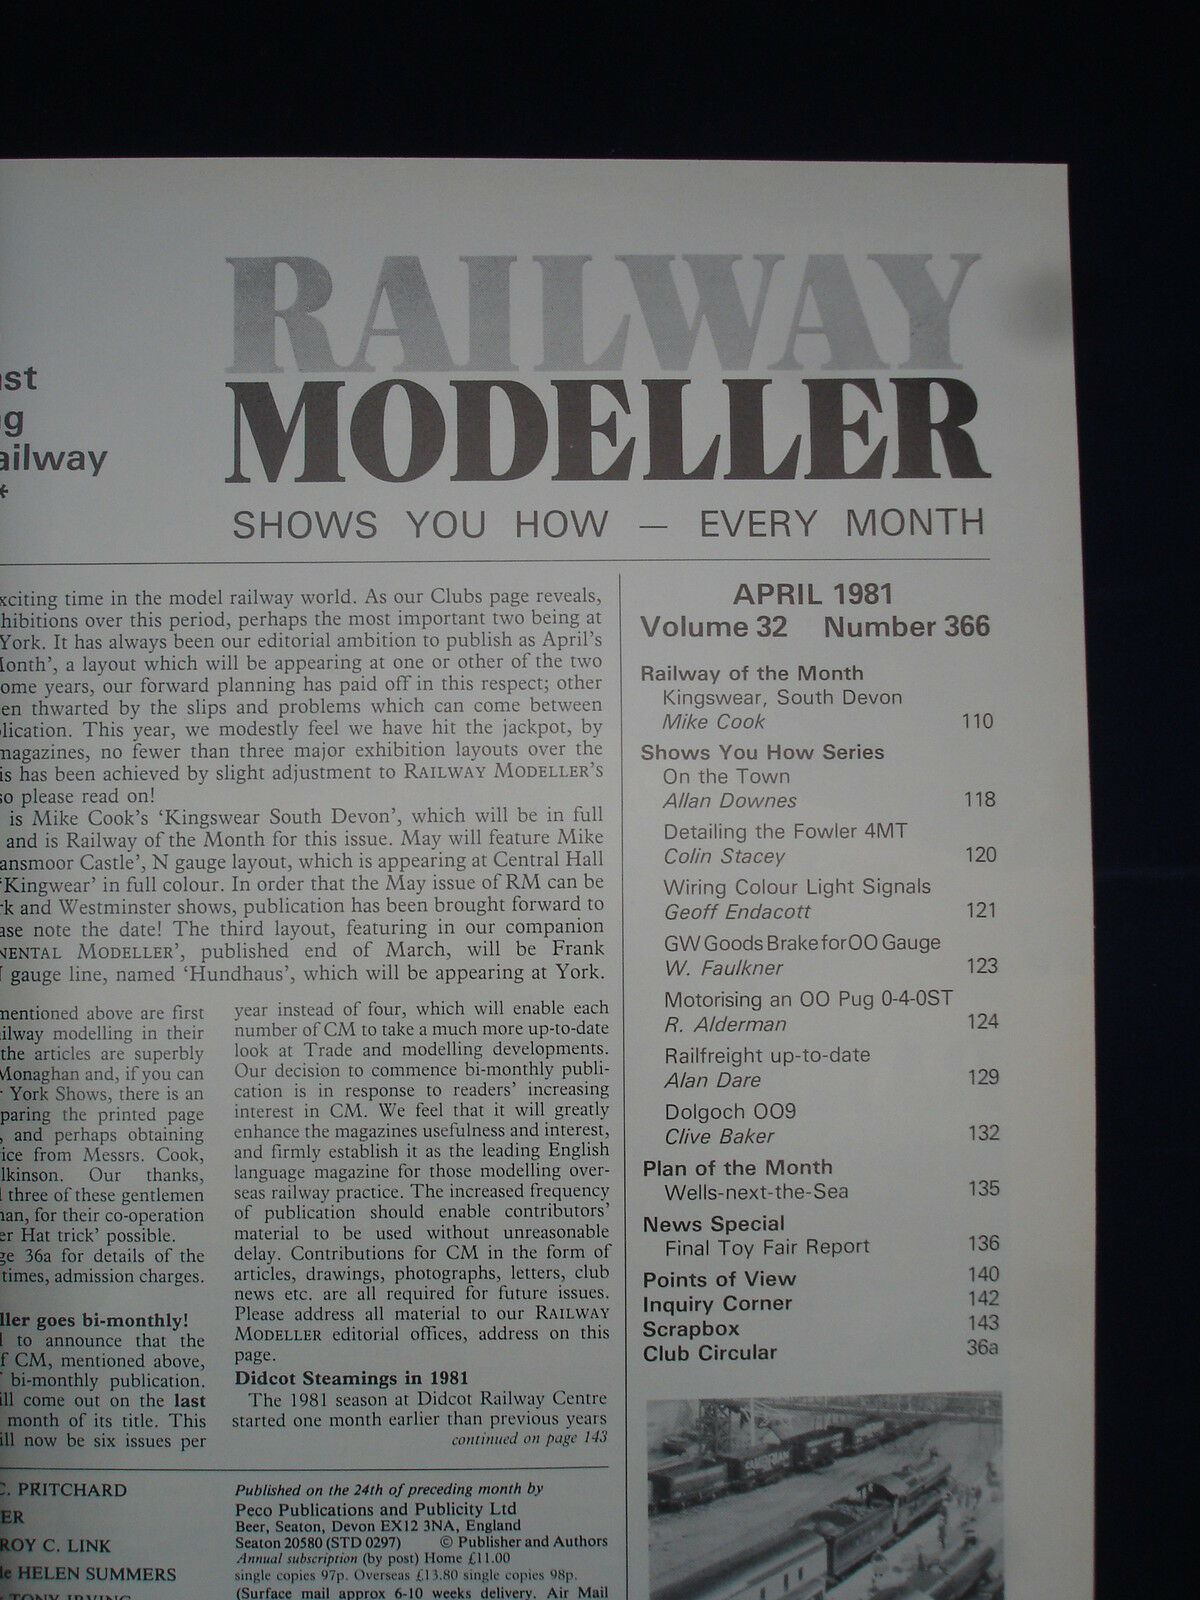 RAILWAY
MODELLER
SHOWS YOU HOW — EVERY MONTH
ast
ng
ailway
*
xciting time in the model railway world. As our Clubs page reveals,
hibitions over this period, perhaps the most important two being at
York. It has always been our editorial ambition to publish as April's
Month', a layout which will be appearing at one or other of the two
ome years, our forward planning has paid off in this respect; other
en thwarted by the slips and problems which can come between
lication. This year, we modestly feel we have hit the jackpot, by
magazines, no fewer than three major exhibition layouts over the
is has been achieved by slight adjustment to RAILWAY MODELLER'S
so please read on!
is Mike Cook's 'Kingswear South Devon', which will be in full
and is Railway of the Month for this issue. May will feature Mike
ansmoor Castle', N gauge layout, which is appearing at Central Hall
'Kingwear' in full colour. In order that the May issue of RM can be
rk and Westminster shows, publication has been brought forward to
ase note the date! The third layout, featuring in our companion
NENTAL MODELLER', published end of March, will be Frank
gauge line, named 'Hundhaus', which will be appearing at York.
mentioned above are first
ilway modelling in their
the articles are superbly
Monaghan and, if you can
York Shows, there is an
paring the printed page
, and perhaps obtaining
ice from Messrs. Cook,
lkinson. Our thanks,
l three of these gentlemen
nan, for their co-operation
er Hat trick' possible.
ge 36a for details of the
times, admission charges.
ller goes bi-monthly!
l to announce that the
f CM, mentioned above,
bi-monthly publication.
ill come out on the last
month of its title. This
ill now be six issues per
year instead of four, which will enable each
number of CM to take a much more up-to-date
look at Trade and modelling developments.
Our decision to commence bi-monthly publi-
cation is in response to readers' increasing
interest in CM. We feel that it will greatly
enhance the magazines usefulness and interest,
and firmly establish it as the leading English
language magazine for those modelling over-
seas railway practice. The increased frequency
of publication should enable contributors'
material to be used without unreasonable
delay. Contributions for CM in the form of
articles, drawings, photographs, letters, club
news etc. are all required for future issues.
Please address all material to our RAILWAY
MODELLER editorial offices, address on this
page.
Didcot Steamings in 1981
The 1981 season at Didcot Railway Centre
started one month earlier than previous years
continued on page 143
C. PRITCHARD
ER
ROY C. LINK
le HELEN SUMMERS
TONY IRVING
Published on the 24th of preceding month by
Peco Publications and Publicity Ltd
Beer, Seaton, Devon EX12 3NA, England
Seaton 20580 (STD 0297) © Publisher and Authors
Annual subscription (by post) Home £11.00
single copies 97p. Overseas £13.80 single copies 98p.
(Surface mail approx 6-10 weeks delivery. Air Mail
APRIL 1981
Volume 32 Number 366
Railway of the Month
Kingswear, South Devon
Mike Cook 110
Shows You How Series
On the Town
Allan Downes 118
Detailing the Fowler 4MT
Colin Stacey 120
Wiring Colour Light Signals
Geoff Endacott 121
GW Goods Brake for OO Gauge
W. Faulkner 123
Motorising an OO Pug 0-4-0ST
R. Alderman 124
Railfreight up-to-date
Alan Dare 129
Dolgoch OO9
Clive Baker 132
Plan of the Month
Wells-next-the-Sea 135
News Special
Final Toy Fair Report 136
Points of View 140
Inquiry Corner 142
Scrapbox 143
Club Circular 36a
CAMBRIAN